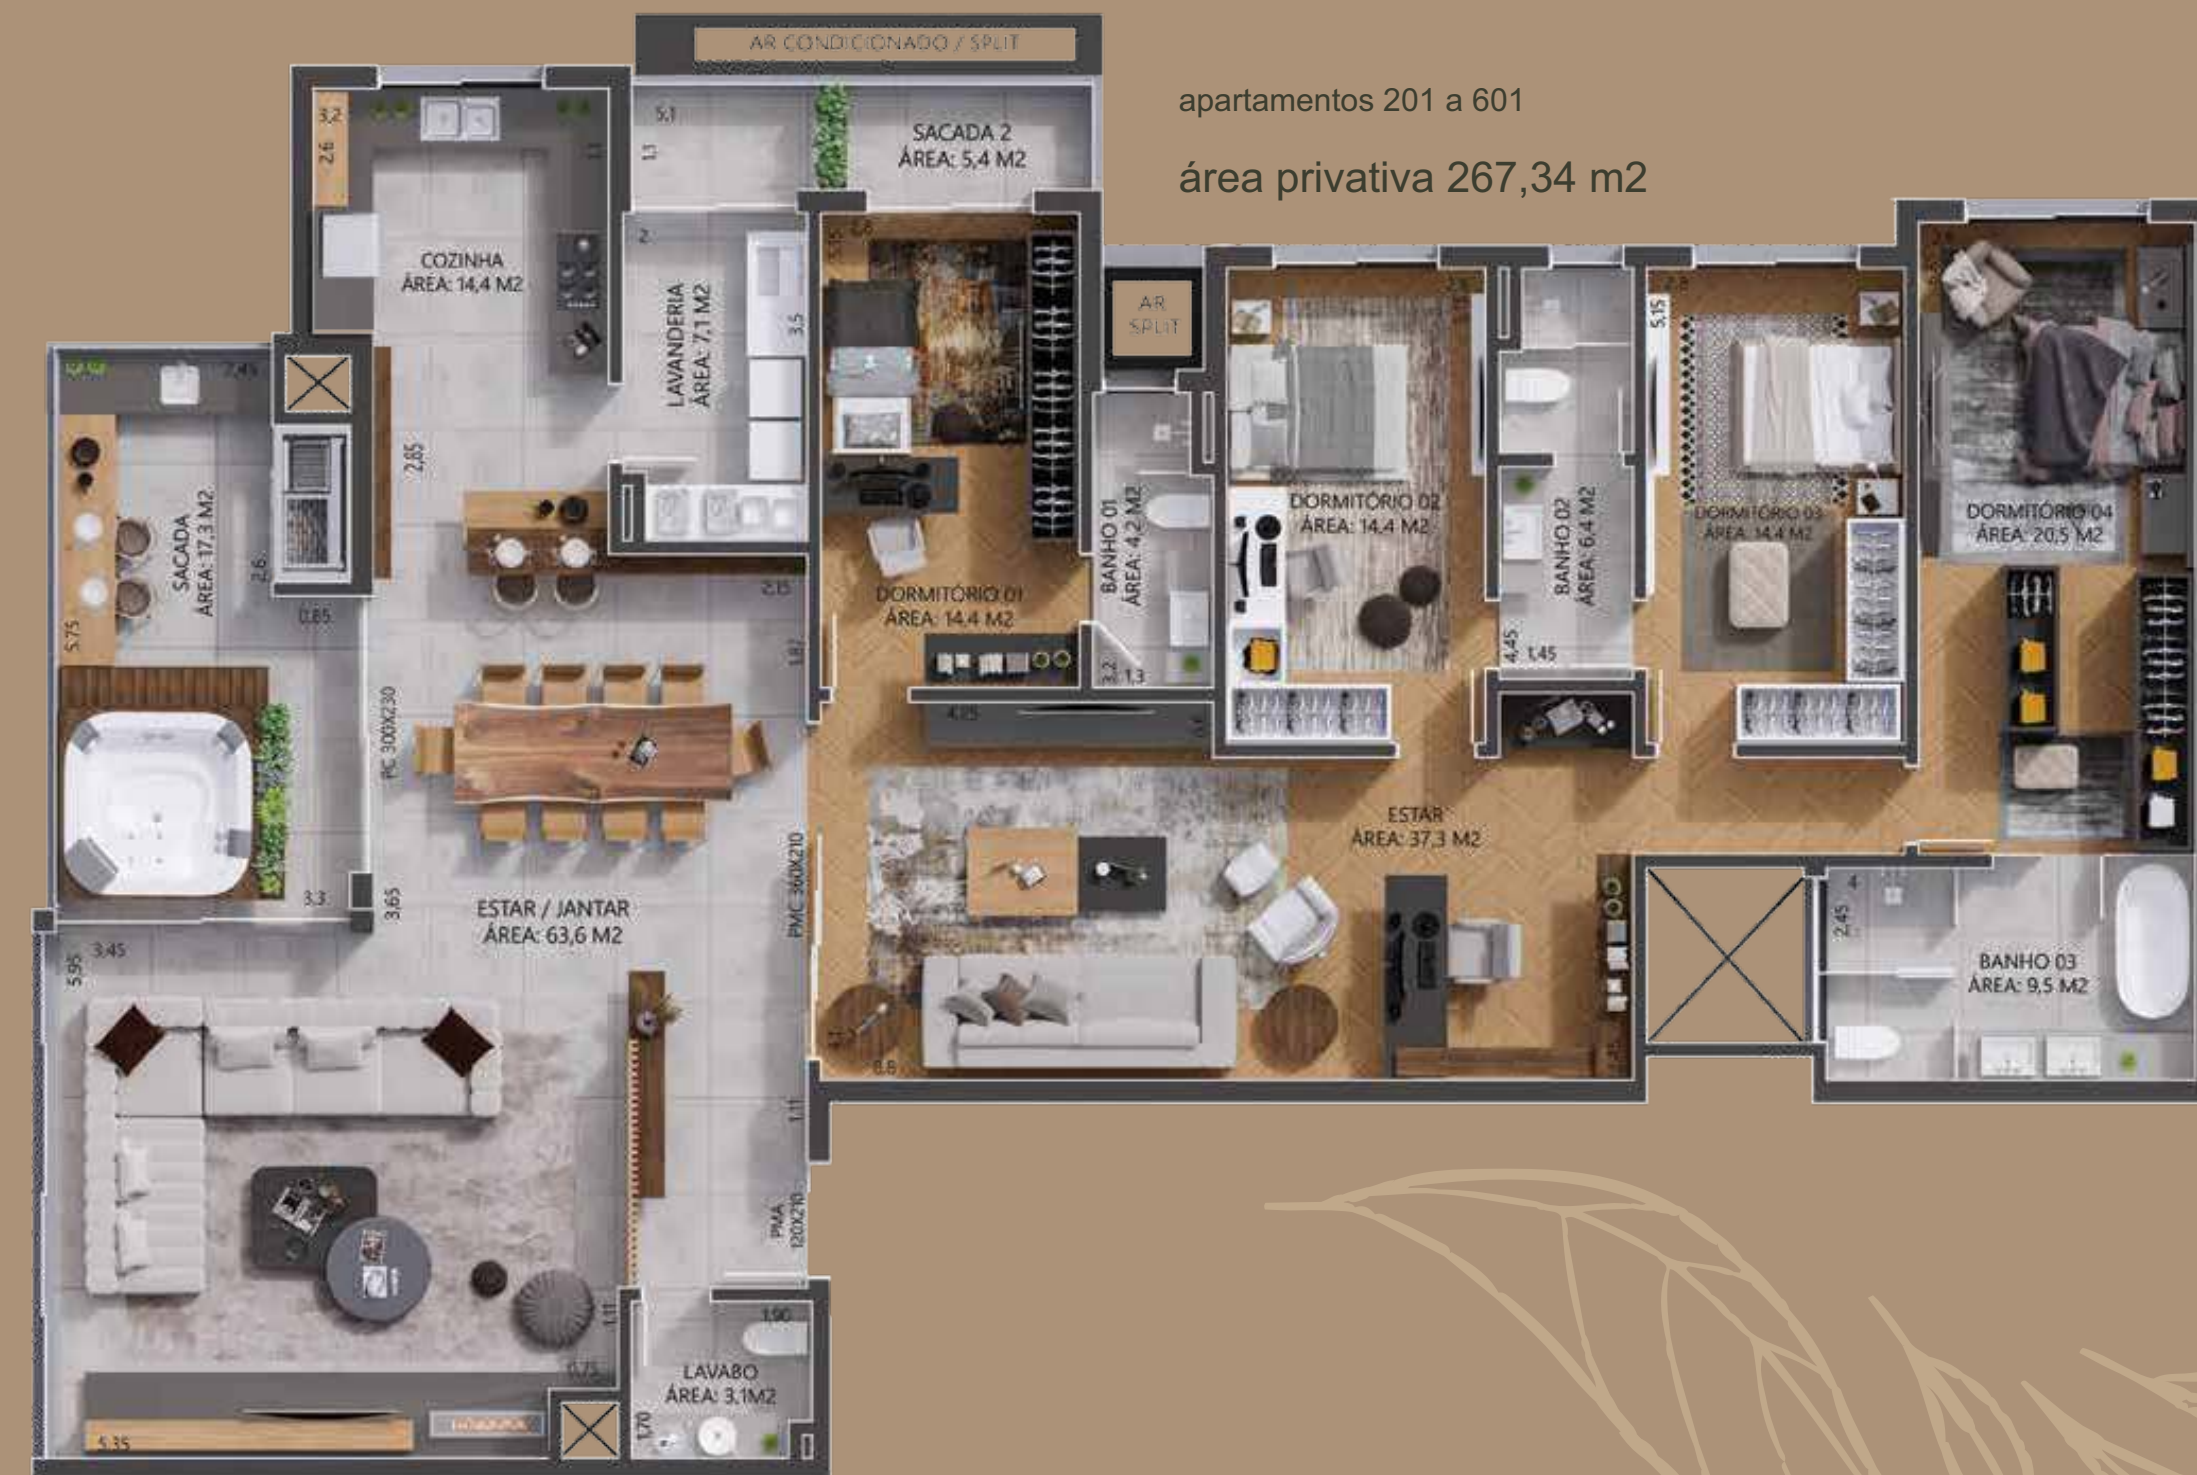 AR CONDICIONADO / SPLIT
apartamentos 201 a 601
área privativa 267,34 m2
SACADA 2
ÁREA: 5,4 M2
5,1
1,3
3,2
2,6
COZINHA
ÁREA: 14,4 M2
LAVANDERIA
ÁREA: 7,1 M2
2
3,5
AR
SPLIT
5,15
2,45
SACADA
ÁREA: 17,3 M2
2,6
5,75
0,65
2,85
2,15
1,87
DORMITÓRIO 01
ÁREA: 14.4 M2
BANHO 01
ÁREA: 4,2 M2
3,2
1,3
DORMITÓRIO 02
ÁREA: 14.4 M2
BANHO 02
ÁREA: 6,4 M2
4,45
1,45
DORMITÓRIO 03
ÁREA: 14.4 M2
DORMITÓRIO 04
ÁREA: 20,5 M2
PC 300X230
4,05
ESTAR
ÁREA: 37,3 M2
PMC 360X210
3,3
3,65
ESTAR / JANTAR
ÁREA: 63,6 M2
3,45
5,95
8,8
4
2,45
BANHO 03
ÁREA: 9,5 M2
1,11
PMA
120X210
1,11
1,90
0,75
LAVABO
ÁREA: 3,1M2
1,70
5,35